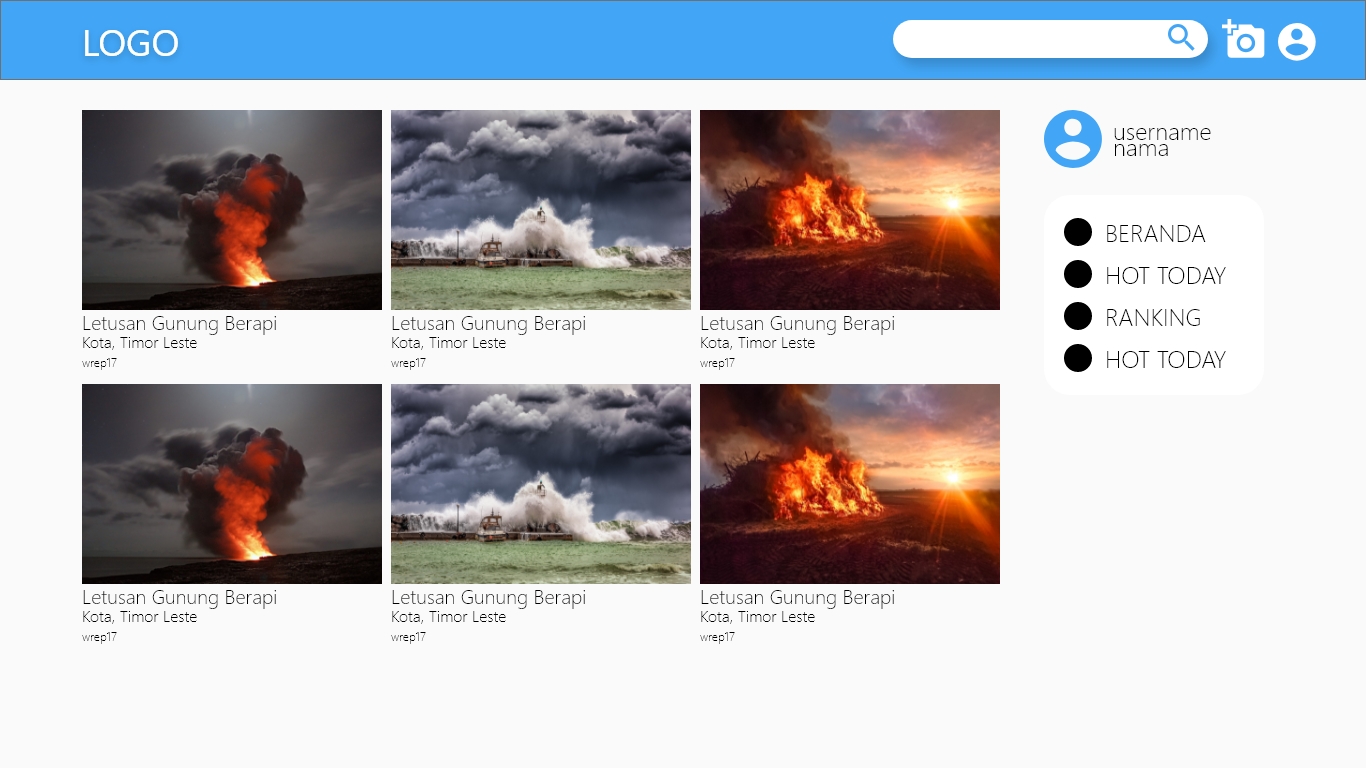 LOGO
username
nama
BERANDA
HOT TODAY
RANKING
HOT TODAY
Letusan Gunung Berapi
Kota, Timor Leste
wrep17
Letusan Gunung Berapi
Kota, Timor Leste
wrep17
Letusan Gunung Berapi
Kota, Timor Leste
wrep17
Letusan Gunung Berapi
Kota, Timor Leste
wrep17
Letusan Gunung Berapi
Kota, Timor Leste
wrep17
Letusan Gunung Berapi
Kota, Timor Leste
wrep17